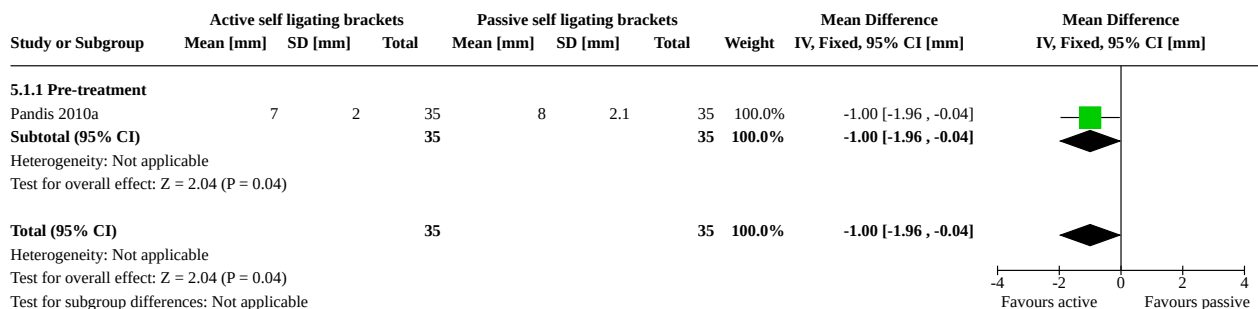 Active self ligating brackets Passive self ligating brackets Mean Difference Mean Difference
Study or Subgroup Mean [mm] SD [mm] Total Mean [mm] SD [mm] Total Weight IV, Fixed, 95% CI [mm] IV, Fixed, 95% CI [mm]
5.1.1 Pre-treatment
Pandis 2010a 7 2 35 8 2.1 35 100.0% -1.00 [-1.96 , -0.04]
Subtotal (95% CI) 35 35 100.0% -1.00 [-1.96 , -0.04]
Heterogeneity: Not applicable
Test for overall effect: Z = 2.04 (P = 0.04)
Total (95% CI) 35 35 100.0% -1.00 [-1.96 , -0.04]
Heterogeneity: Not applicable
Test for overall effect: Z = 2.04 (P = 0.04)
-4 -2 0 2 4
Test for subgroup differences: Not applicable Favours active Favours passive